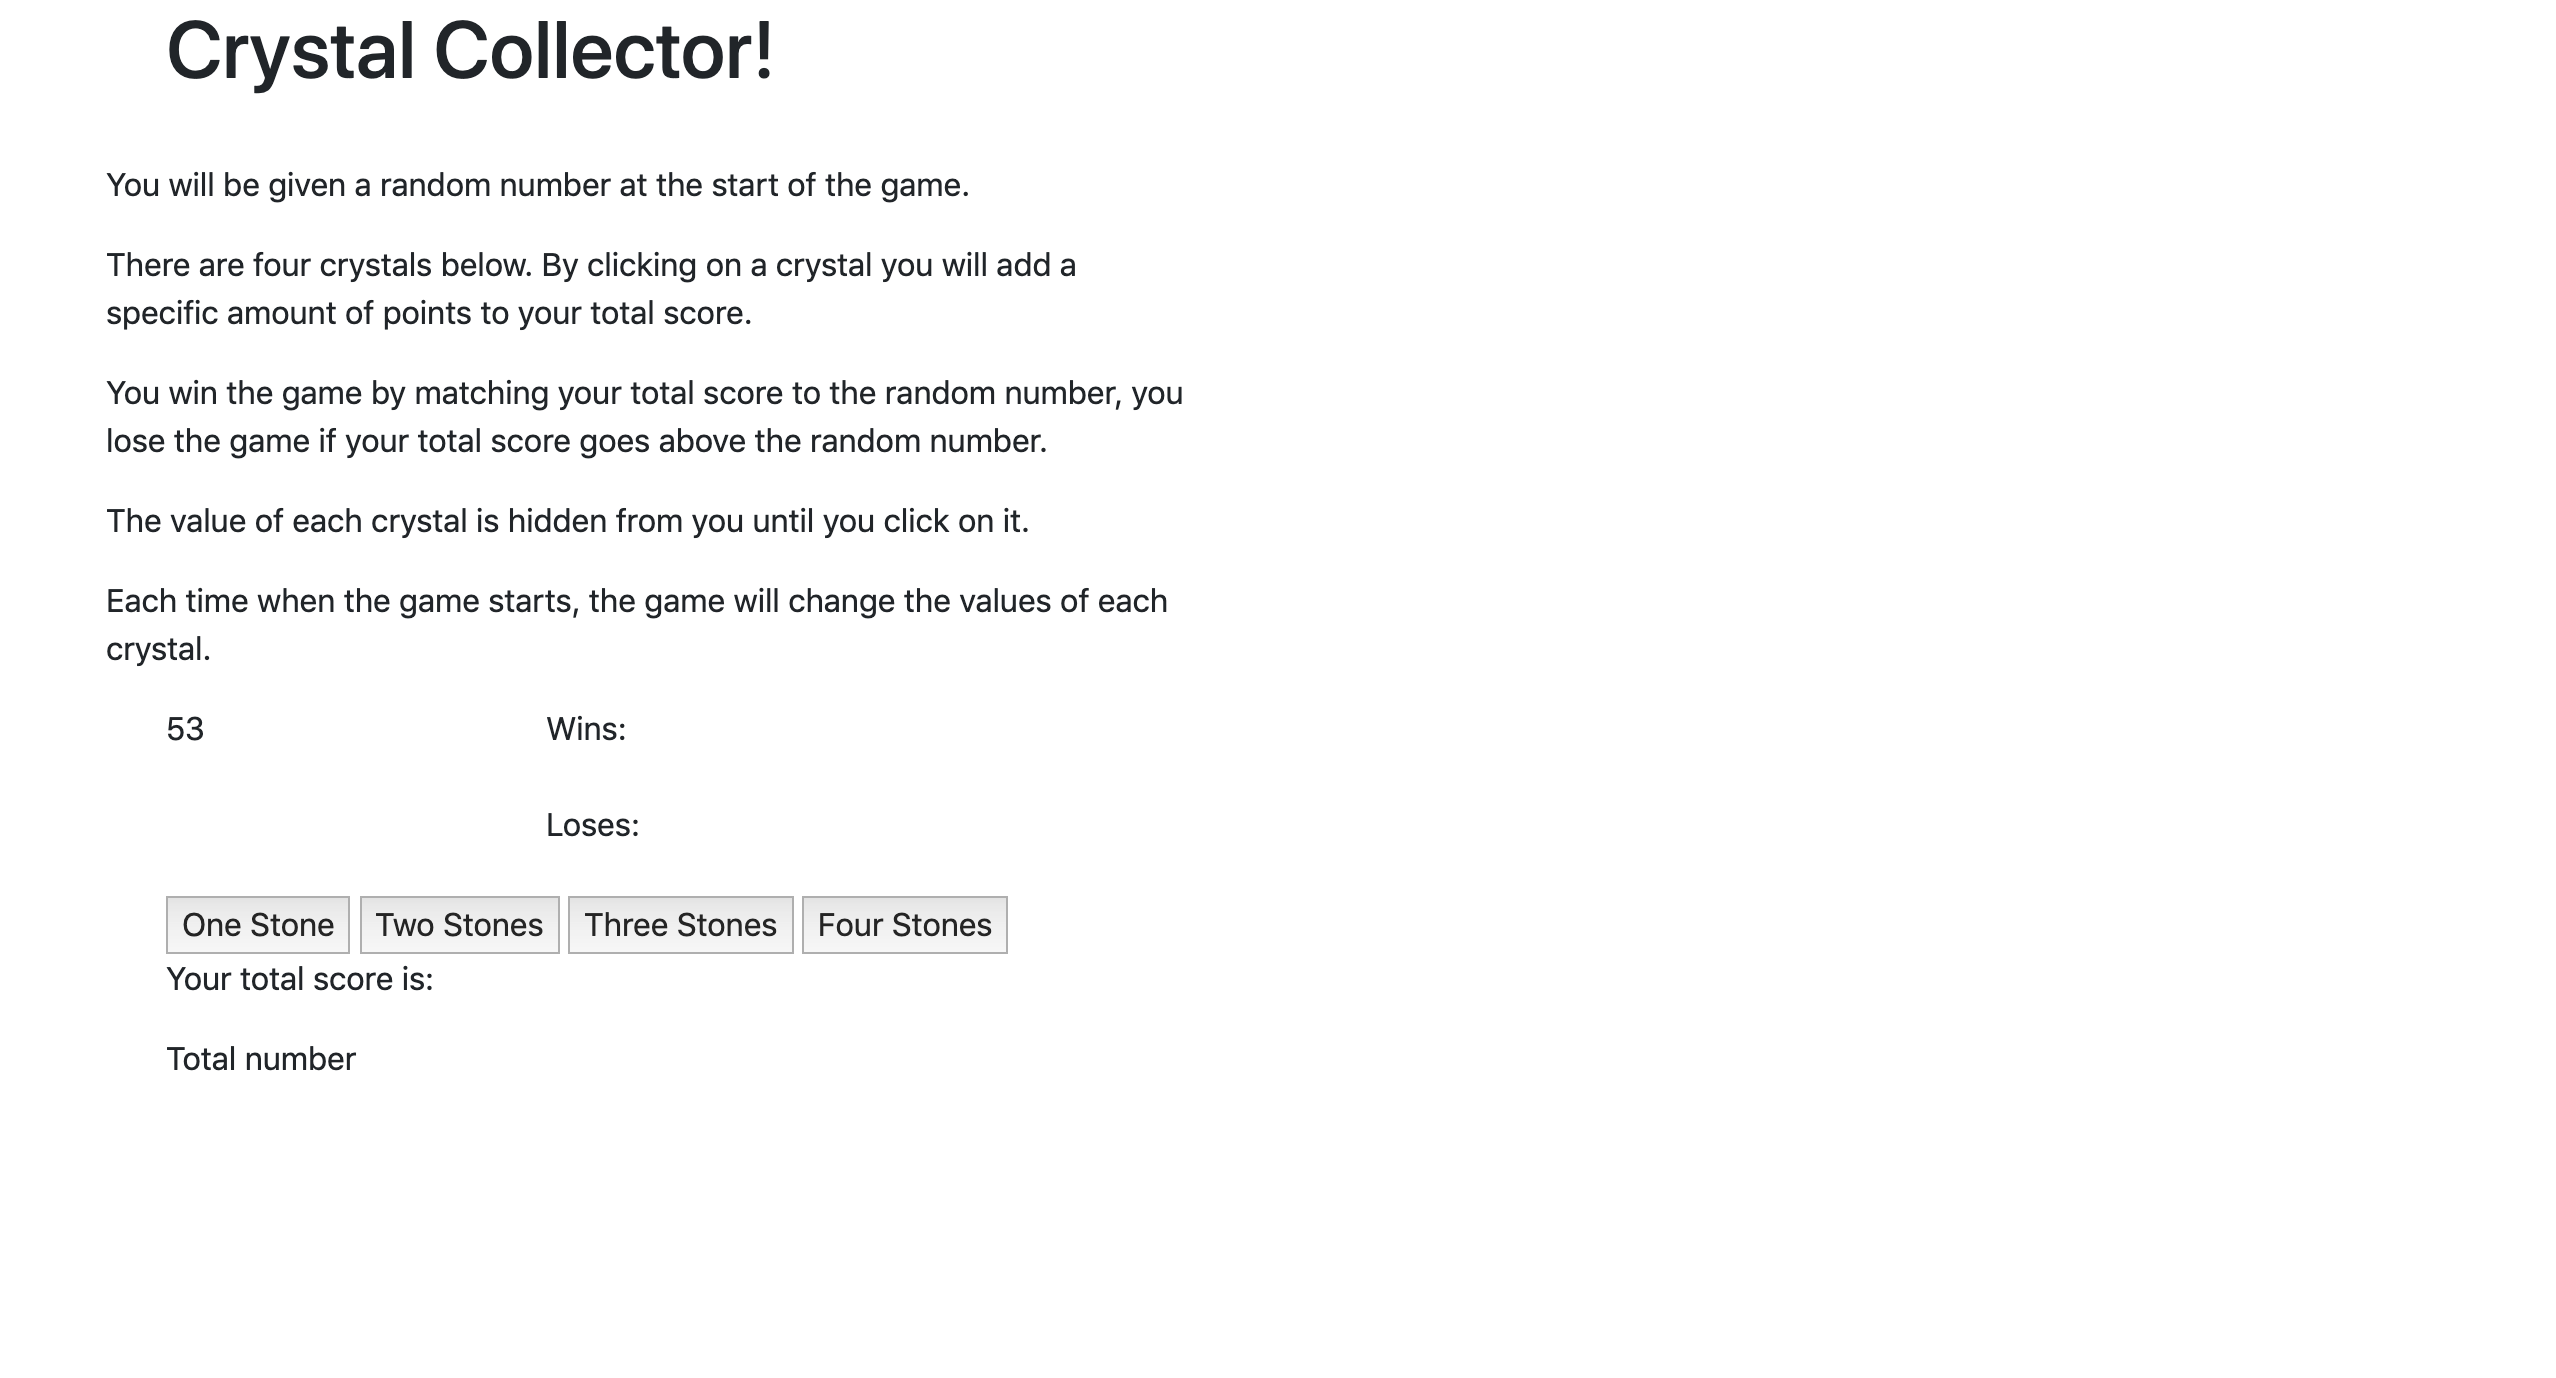 Crystal Collector!
You will be given a random number at the start of the game.
There are four crystals below. By clicking on a crystal you will add a
specific amount of points to your total score.
You win the game by matching your total score to the random number, you
lose the game if your total score goes above the random number.
The value of each crystal is hidden from you until you click on it.
Each time when the game starts, the game will change the values of each
crystal.
53 Wins:
Loses:
One Stone Two Stones Three Stones Four Stones
Your total score is:
Total number